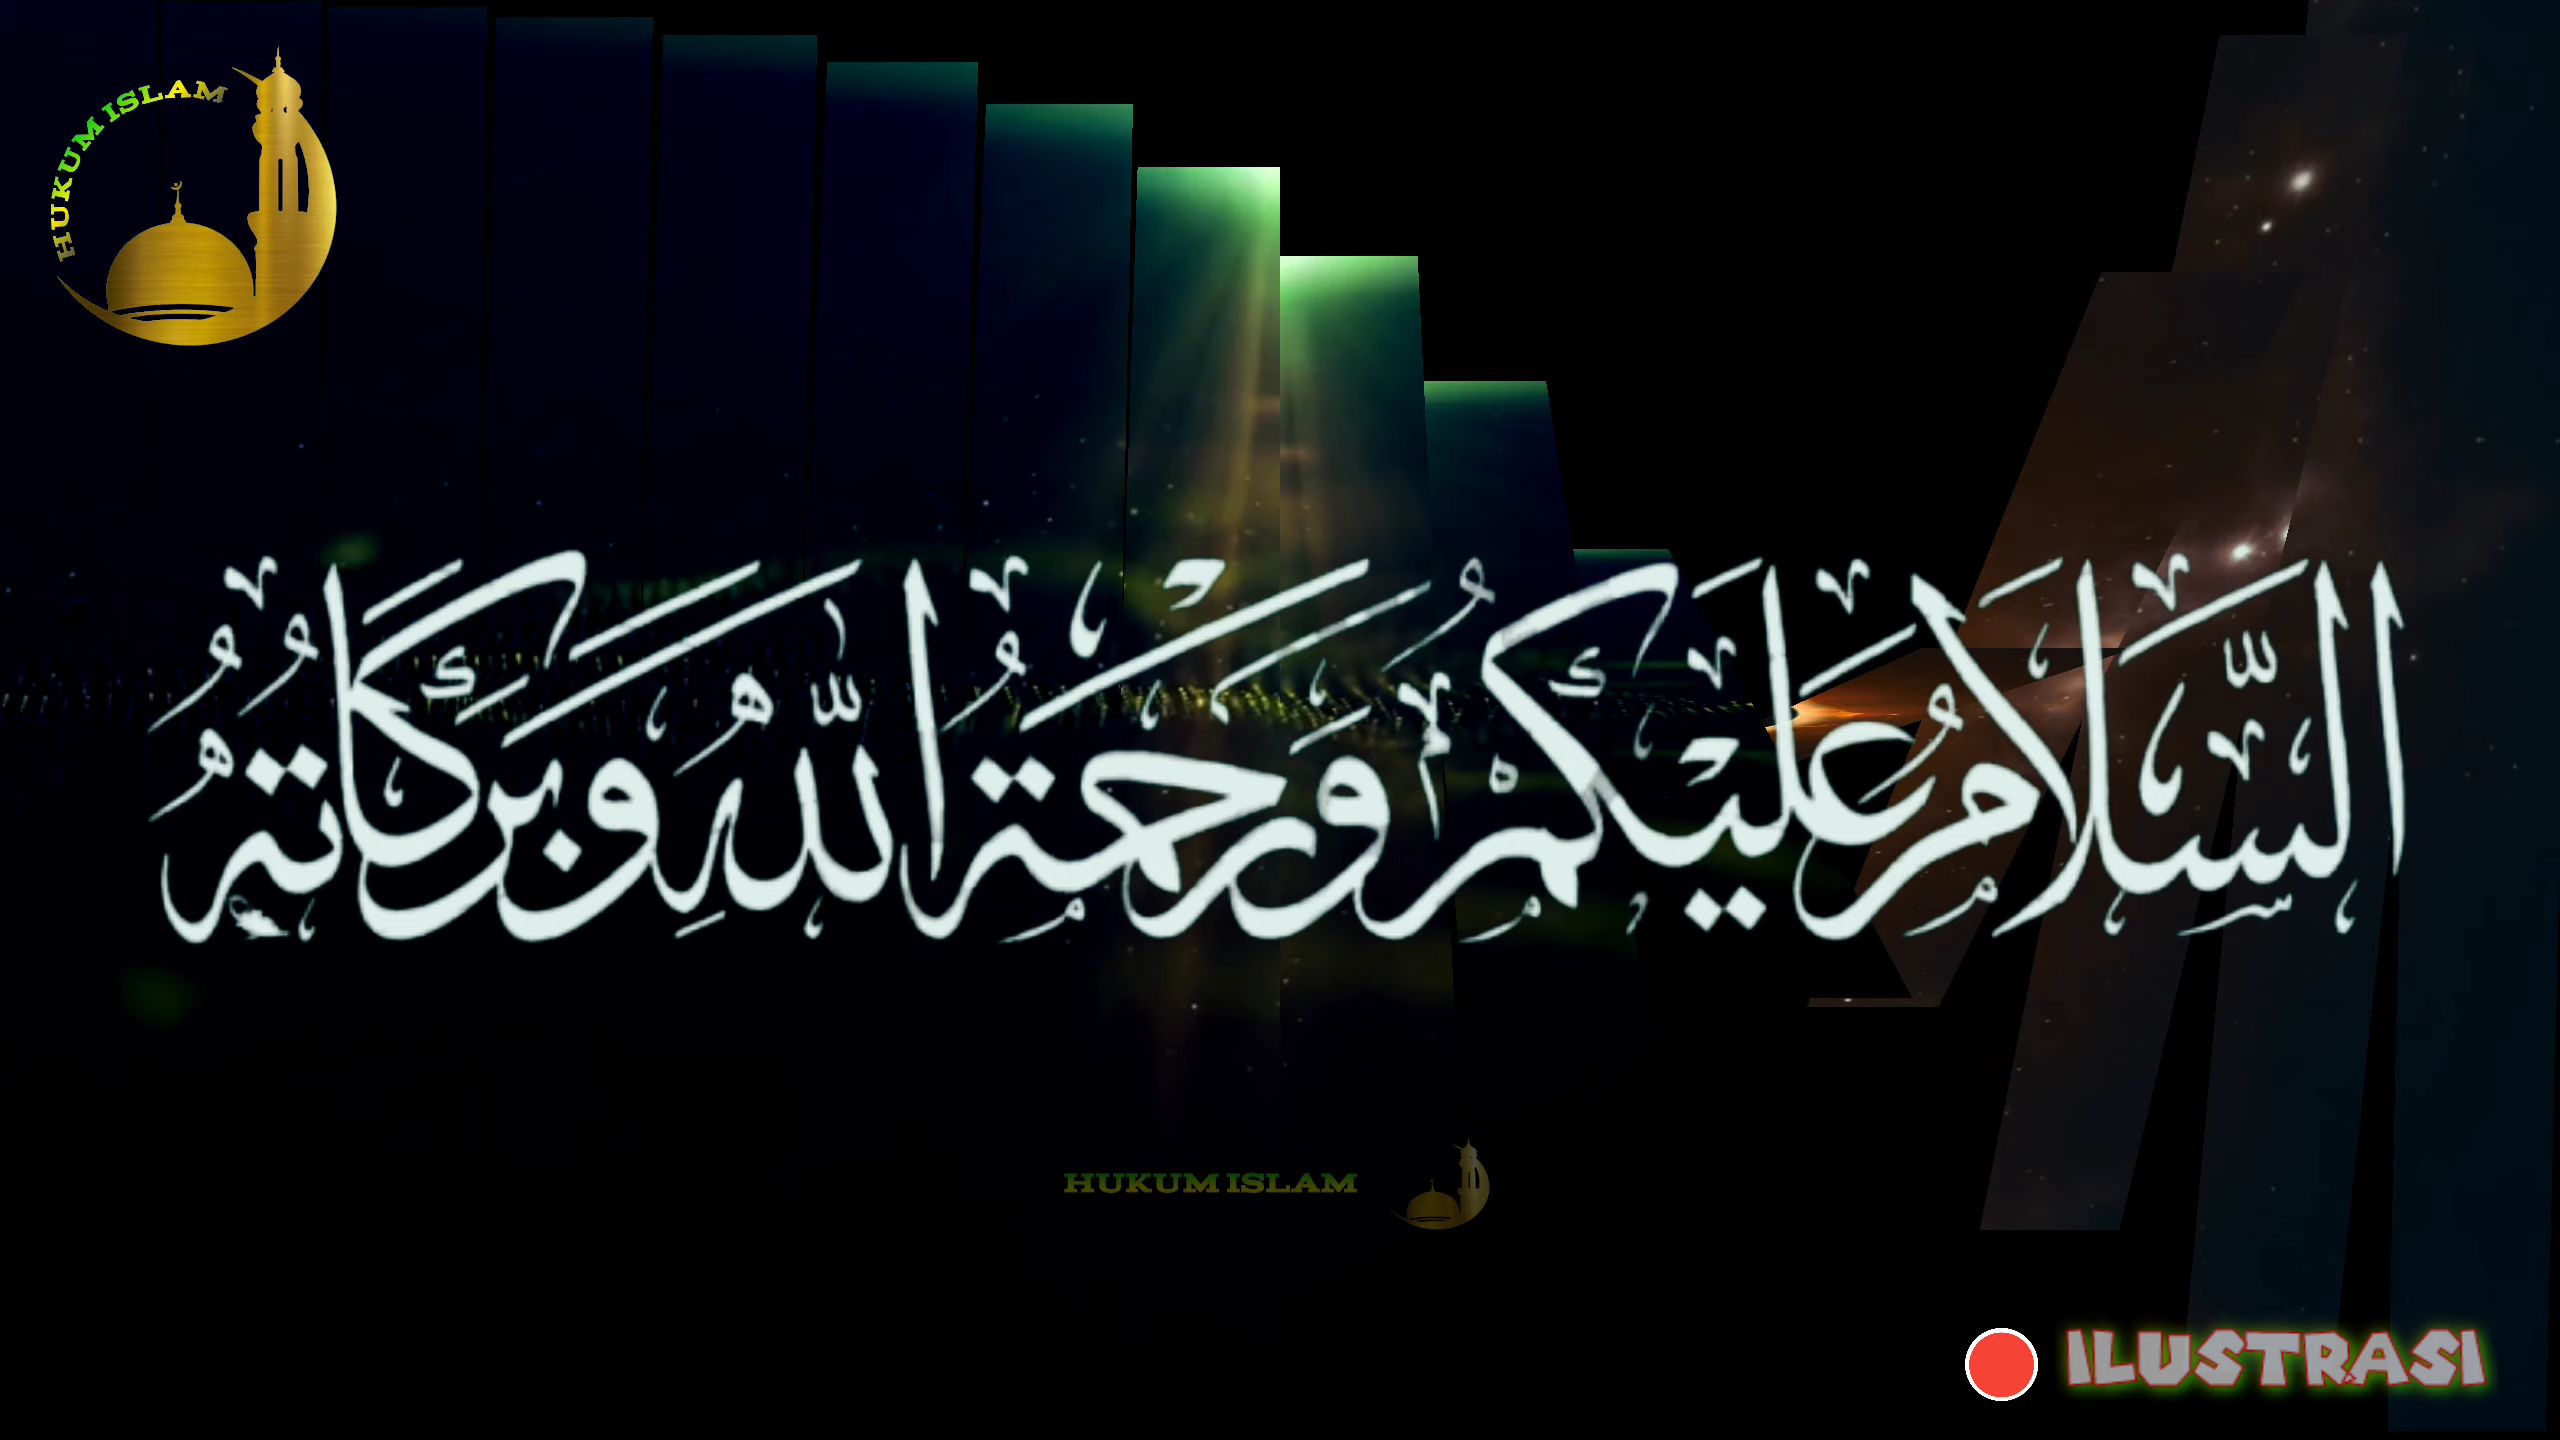 HUKUM ISLAM
السَّلَامُ عَلَيْكُمْ وَرَحْمَةُ اللّٰهِ وَبَرَكَاتُهُ
HUKUM ISLAM
ILUSTRASI